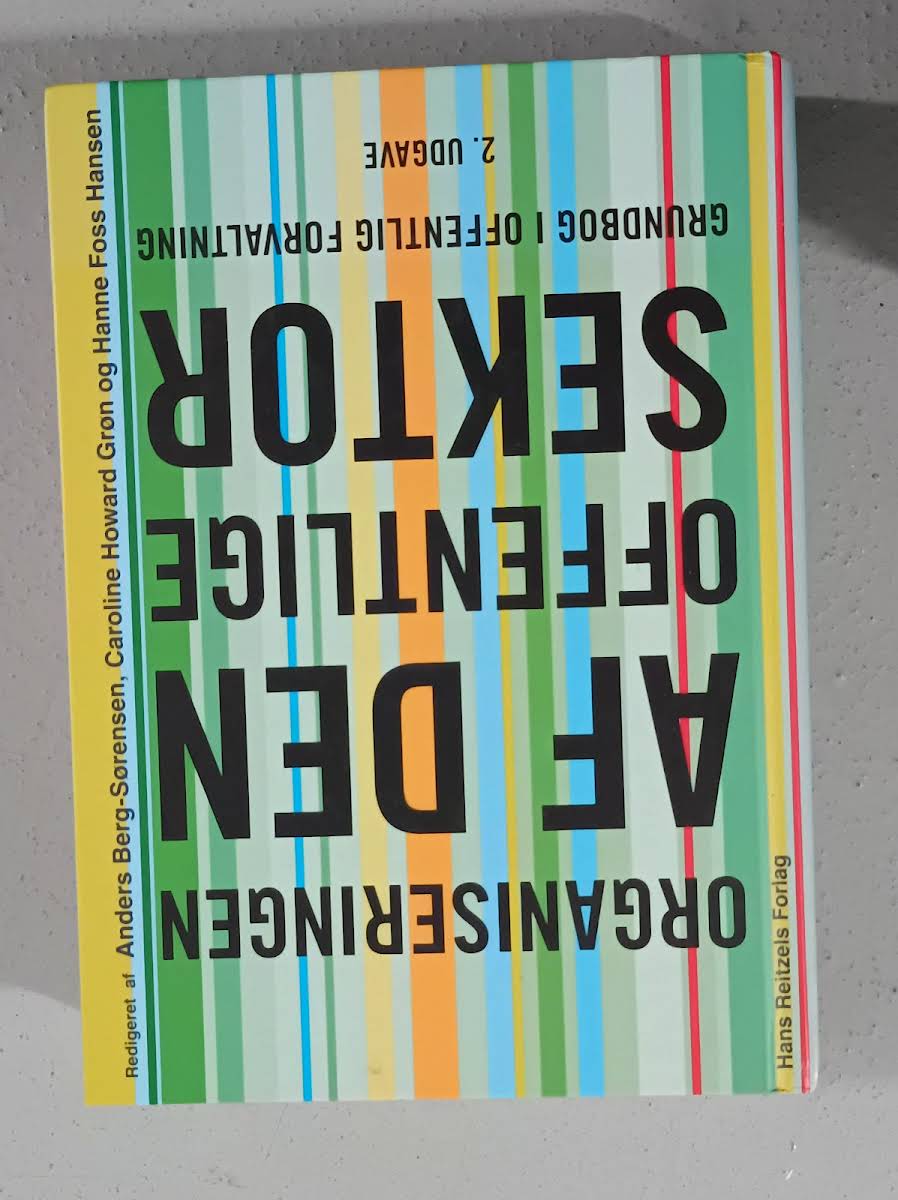 ORGANISERINGEN
AF DEN
OFFENTLIGE
SEKTOR
GRUNDBOG I OFFENTLIG FORVALTNING
2. UDGAVE
Redigeret af Anders Berg-Sørensen, Caroline Howard Grøn og Hanne Foss Hansen
Hans Reitzels Forlag